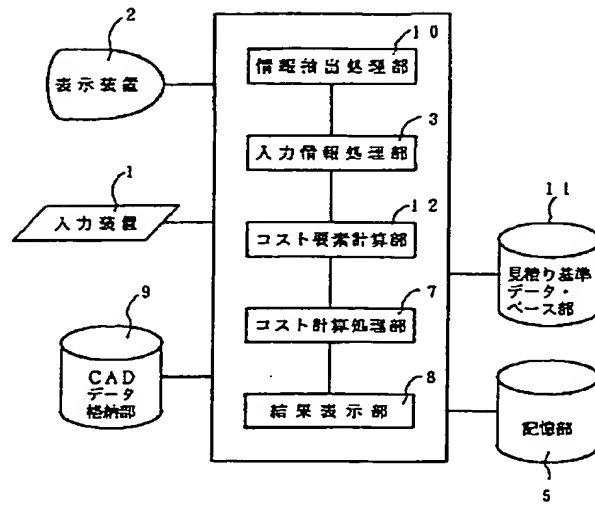 2
表示装置
1
入力装置
9
CAD
データ
格納部
10
情報抽出処理部
3
入力情報処理部
12
コスト要素計算部
7
コスト計算処理部
8
結果表示部
11
見積り基準
データ・
ベース部
記憶部
5